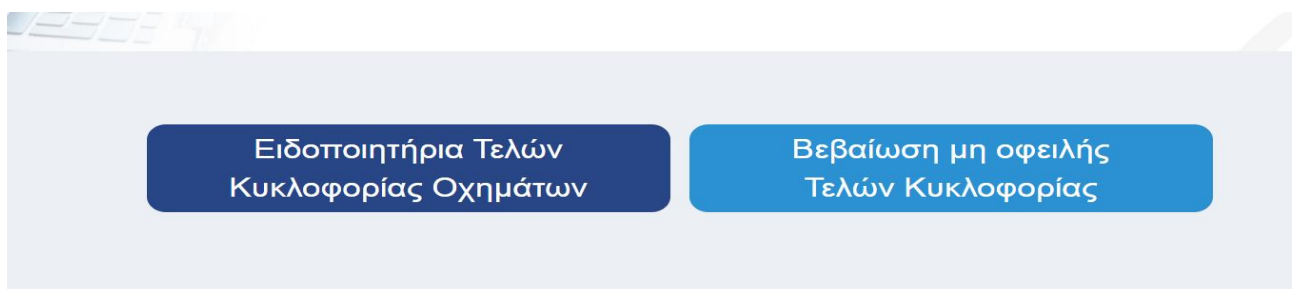 Ειδοποιητήρια Τελών
Κυκλοφορίας Οχημάτων
Βεβαίωση μη οφειλής
Τελών Κυκλοφορίας